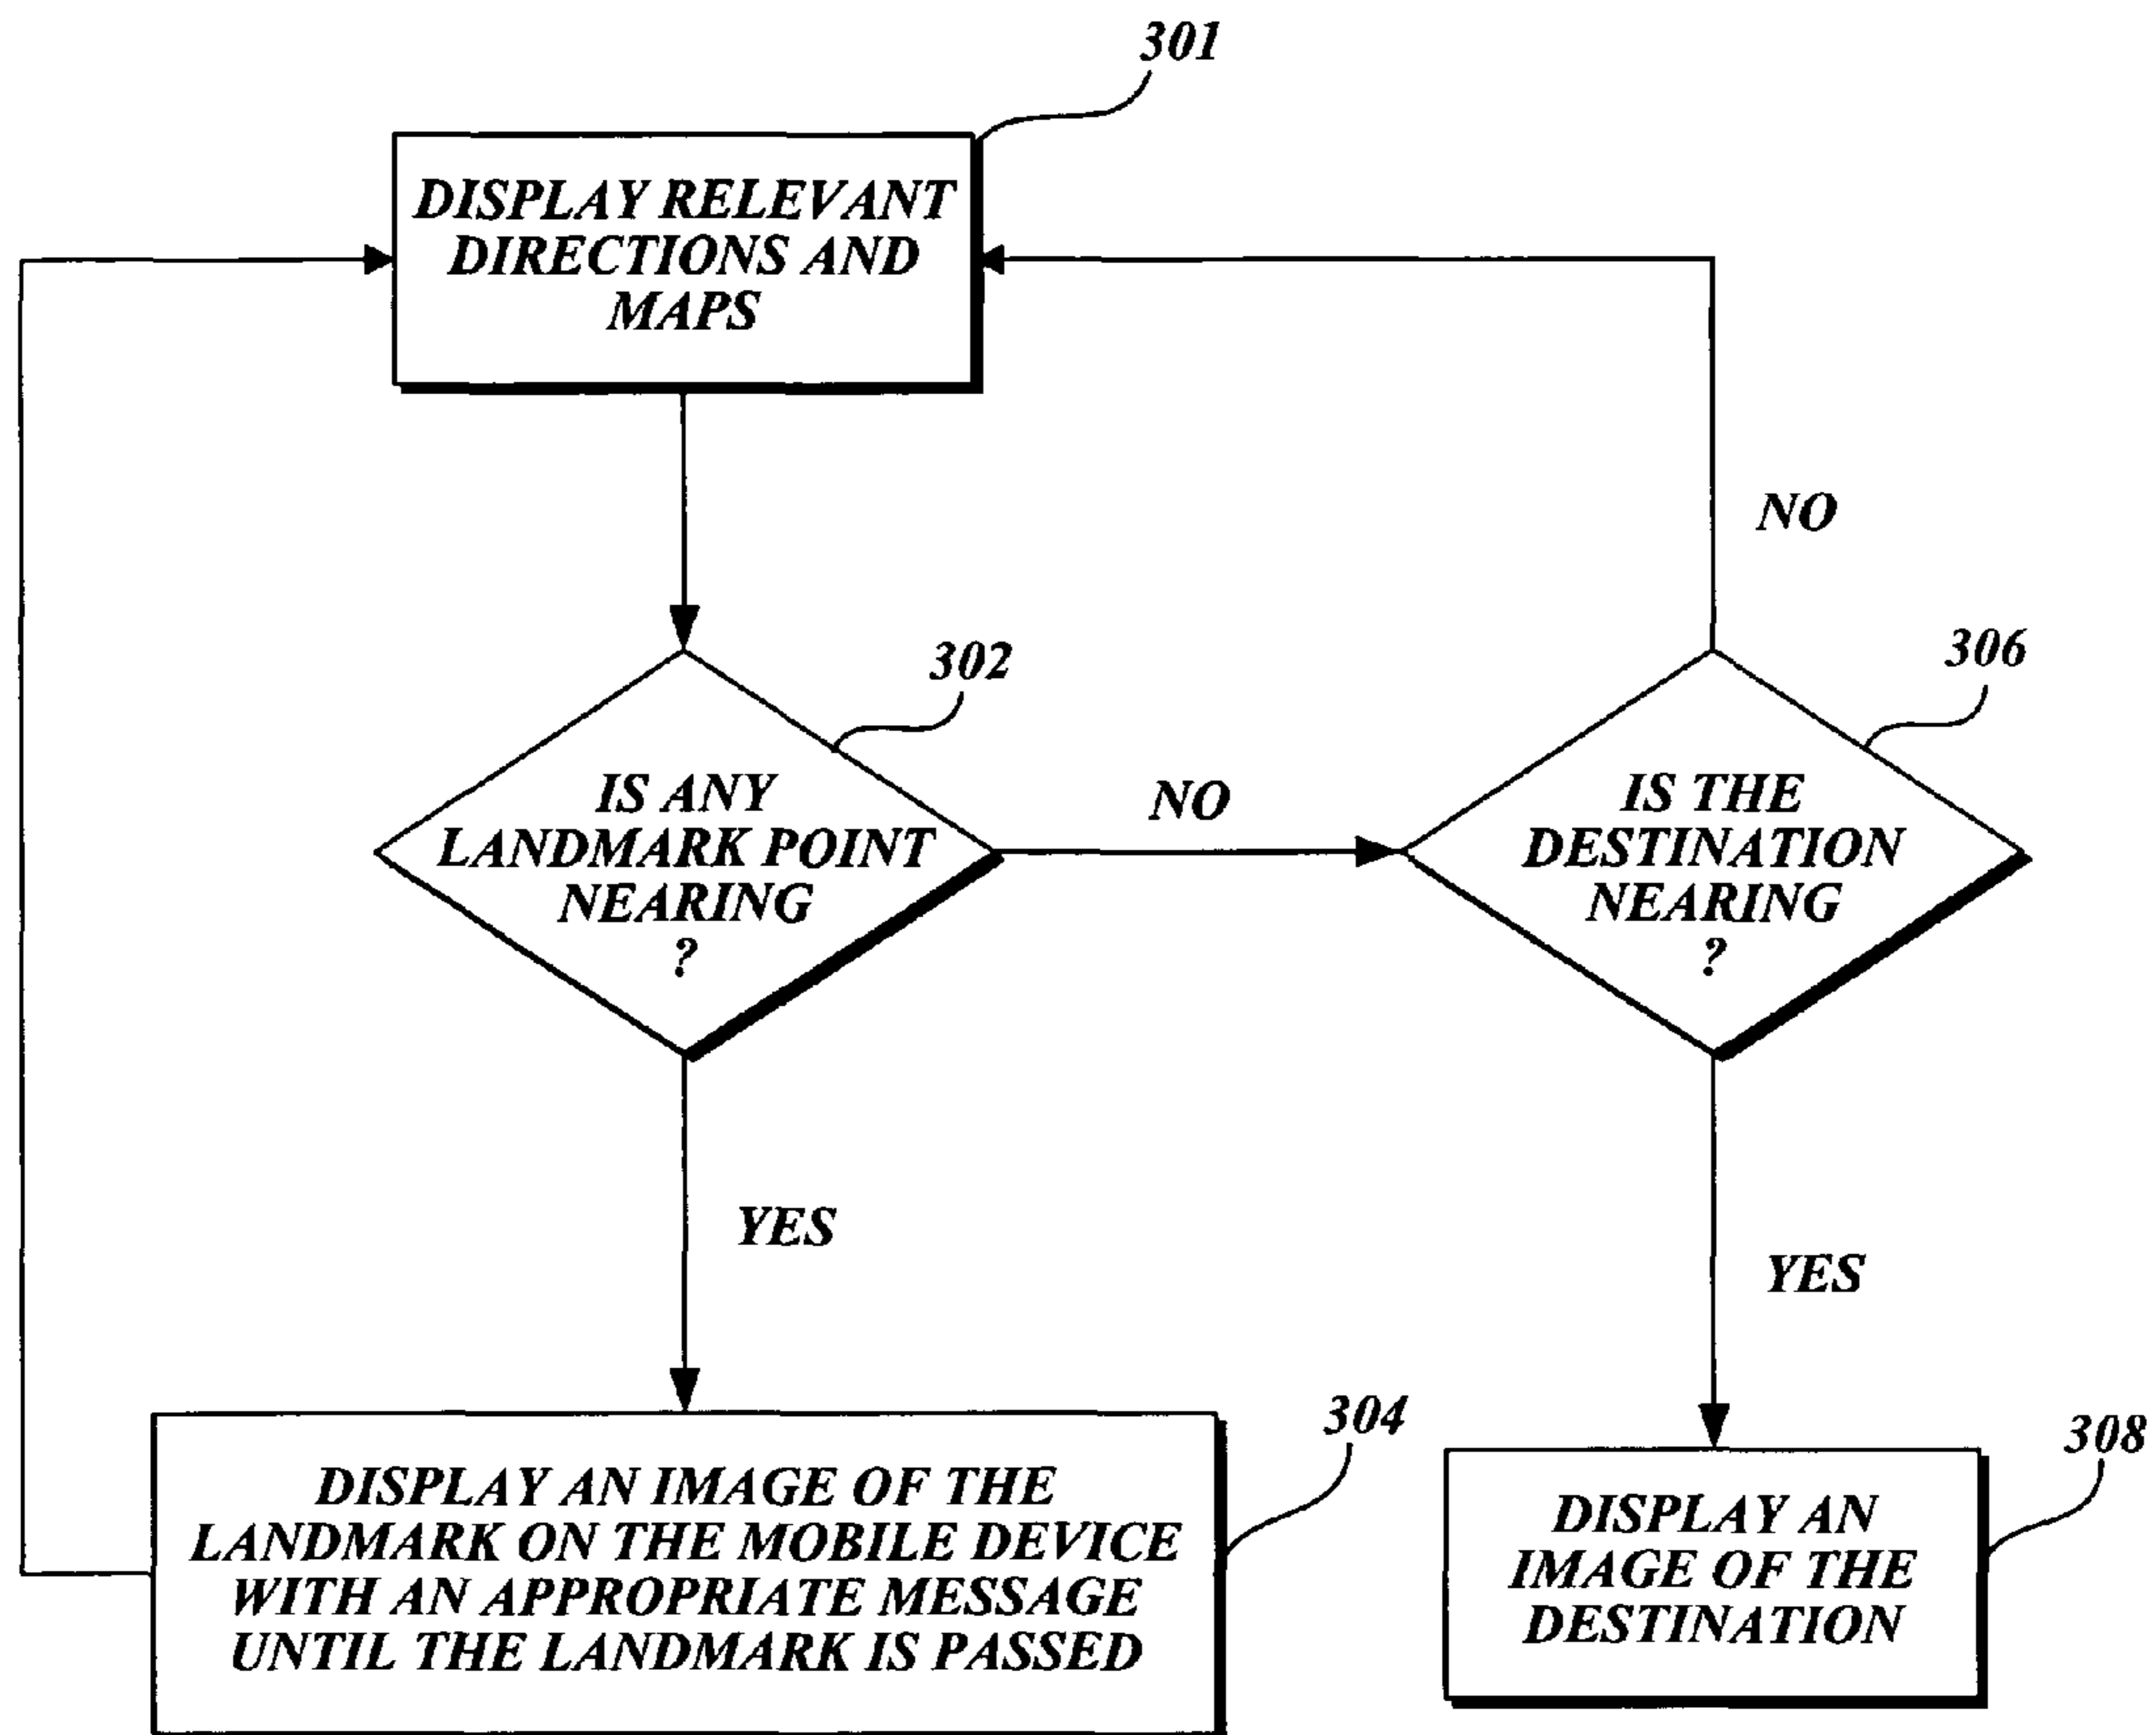 301
DISPLAY RELEVANT
DIRECTIONS AND
MAPS
NO
302
306
IS ANY
LANDMARK POINT
NEARING
?
NO
IS THE
DESTINATION
NEARING
?
YES
YES
304
308
DISPLAY AN IMAGE OF THE
LANDMARK ON THE MOBILE DEVICE
WITH AN APPROPRIATE MESSAGE
UNTIL THE LANDMARK IS PASSED
DISPLAY AN
IMAGE OF THE
DESTINATION